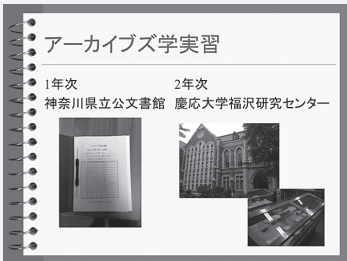 アーカイブズ学実習
1年次
神奈川県立公文書館
2年次
慶応大学福沢研究センター